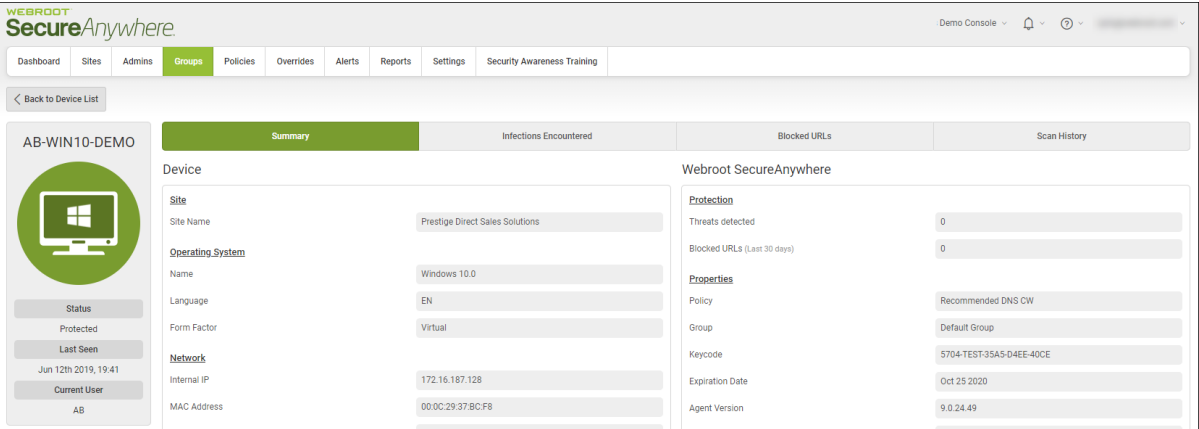 WEBROOT
SecureAnywhere.
Demo Console
Dashboard Sites Admins Groups Policies Overrides Alerts Reports Settings Security Awareness Training
Back to Device List
AB-WIN10-DEMO
Status
Protected
Last Seen
Jun 12th 2019, 19:41
Current User
AB
Summary Infections Encountered Blocked URLs Scan History
Device
Site
Site Name Prestige Direct Sales Solutions
Operating System
Name Windows 10.0
Language EN
Form Factor Virtual
Network
Internal IP 172.16.187.128
MAC Address 00:0C:29:37:BC:F8
Webroot SecureAnywhere
Protection
Threats detected 0
Blocked URLs (Last 30 days) 0
Properties
Policy Recommended DNS CW
Group Default Group
Keycode 5704-TEST-35A5-D4EE-40CE
Expiration Date Oct 25 2020
Agent Version 9.0.24.49